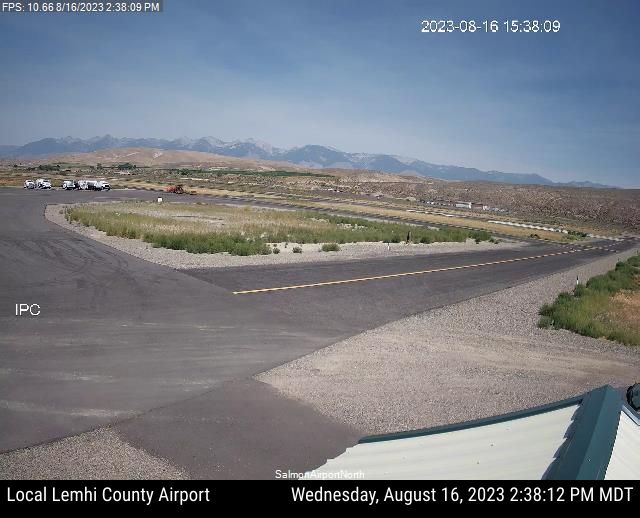 FPS: 10.66 8/16/2023 2:38:09 PM
2023-08-16 15:38:09
IPC
SalmonAirportNorth
Local Lemhi County Airport
Wednesday, August 16, 2023 2:38:12 PM MDT